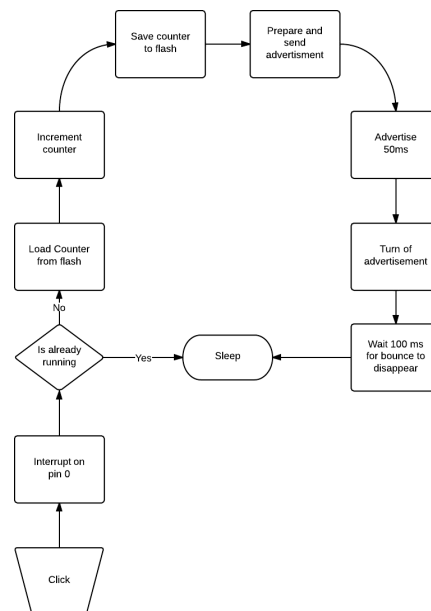 Save counter
to flash
Prepare and
send
advertisment
Increment
counter
Advertise
50ms
Load Counter
from flash
Turn of
advertisement
No
Is already
running
Yes
Sleep
Wait 100 ms
for bounce to
disappear
Interrupt on
pin 0
Click